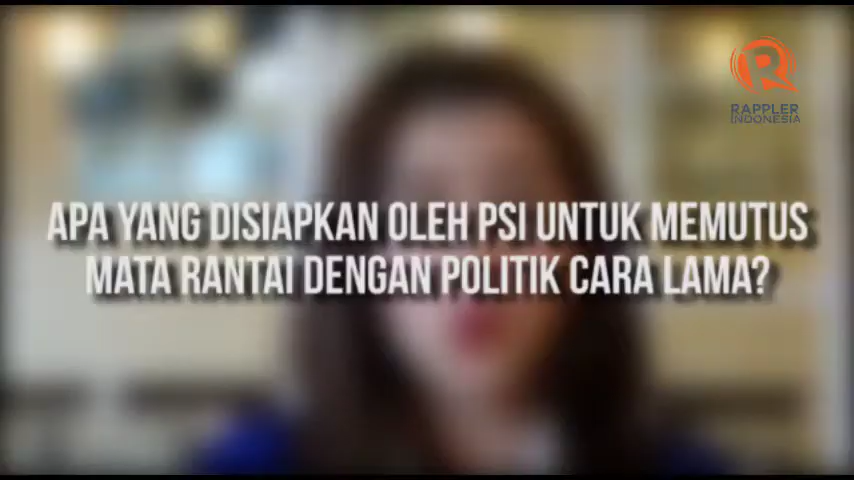 RAPPLER
INDONESIA
APA YANG DISIAPKAN OLEH PSI UNTUK MEMUTUS
MATA RANTAI DENGAN POLITIK CARA LAMA?